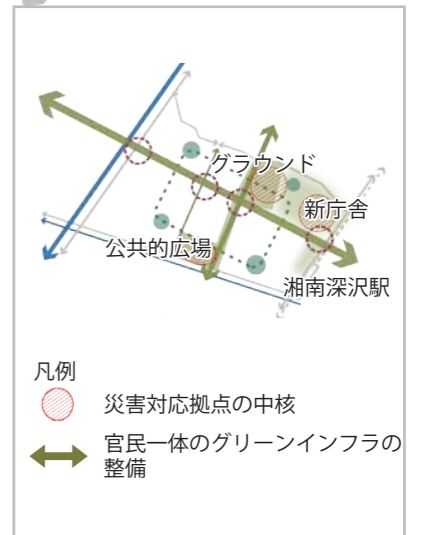 グラウンド
新庁舎
公共的広場
湘南深沢駅
凡例
災害対応拠点の中核
官民一体のグリーンインフラの
整備